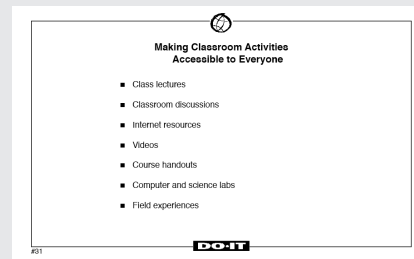 Making Classroom Activities
Accessible to Everyone
■ Class lectures
■ Classroom discussions
■ Internet resources
■ Videos
■ Course handouts
■ Computer and science labs
■ Field experiences
DO-IT
#31